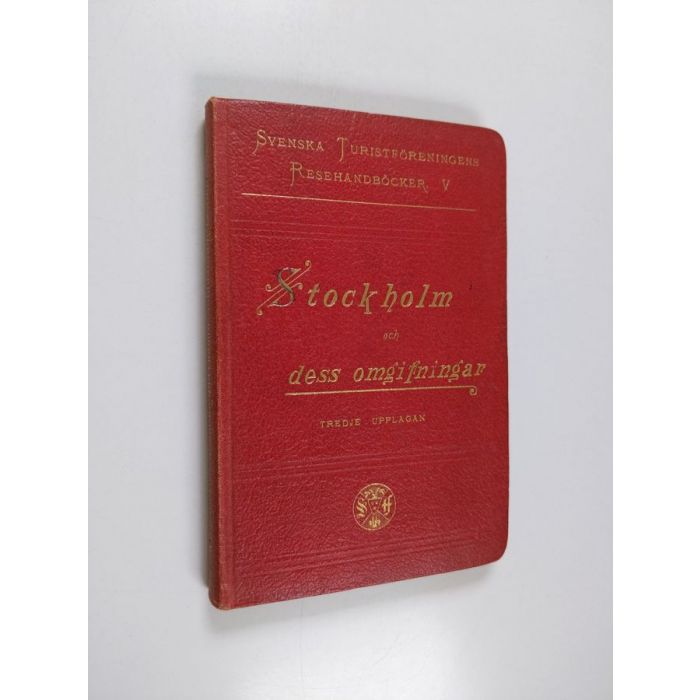 SVENSKA TURISTFÖRENINGENS
RESEHANDBÖCKER, V
Stockholm
och
dess omgifningar
TREDJE UPPLAGAN